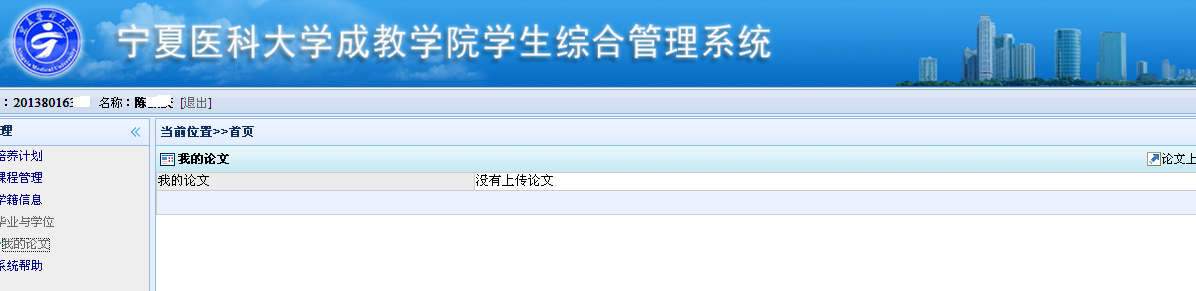 宁夏医科大学成教学院学生综合管理系统
：20138016 名称：陈 [退出]
理
当前位置>>首页
培养计划
课程管理
学籍信息
毕业与学位
我的论文
系统帮助
我的论文
论文上
我的论文 没有上传论文